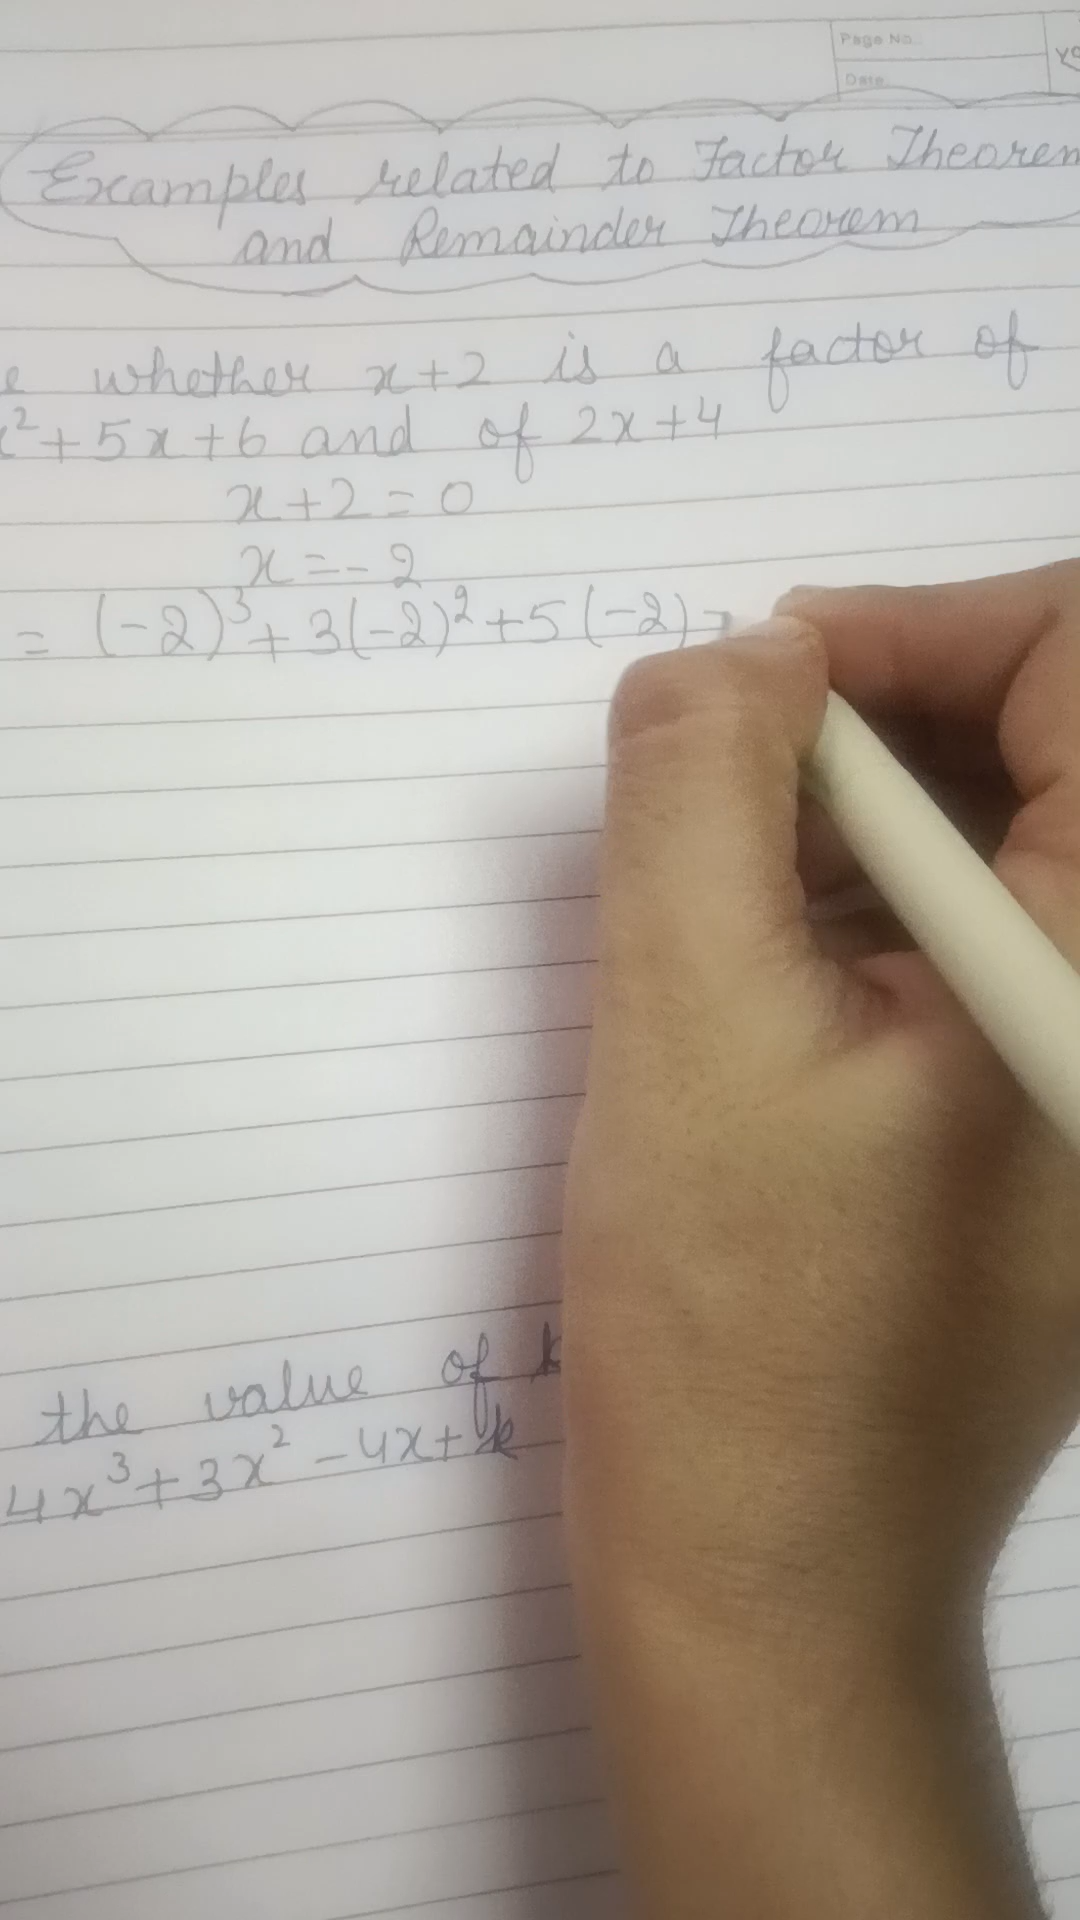 Page No.
Date
Examples related to Factor Theorem
and Remainder Theorem
whether x+2 is a factor of
²+5x+6 and of 2x+4
x+2=0
x=-2
= (-2)³+3(-2)²+5(-2)+
the value of k
4x³+3x²-4x+k